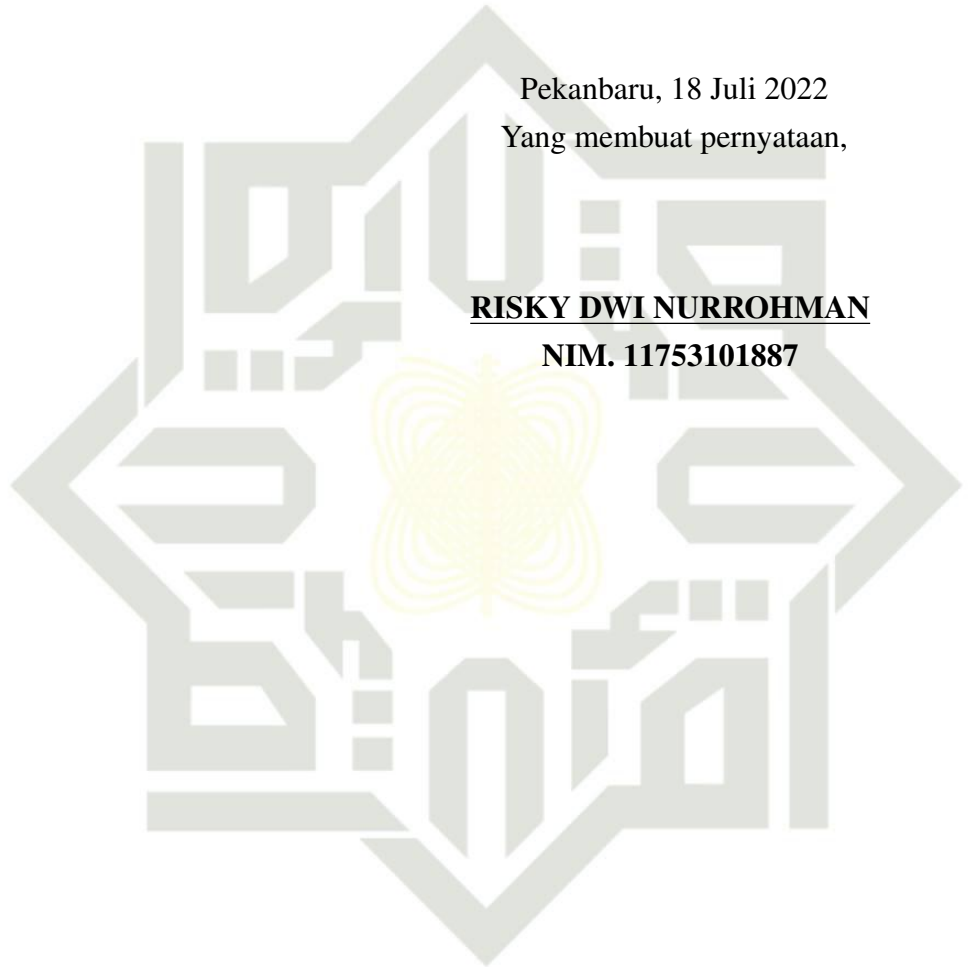 Pekanbaru, 18 Juli 2022
Yang membuat pernyataan,
RISKY DWI NURROHMAN
NIM. 11753101887